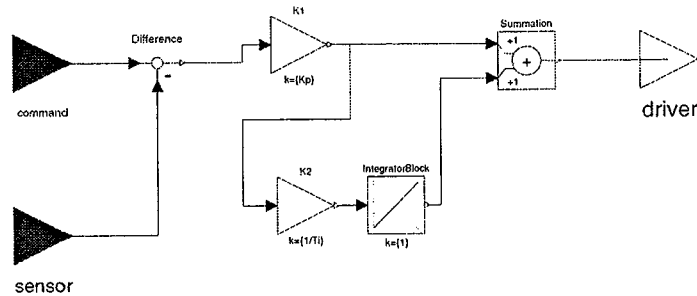 K1
Summation
Difference
+1
+
-
+1
k={Kp}
command
driver
K2
IntegratorBlock
k={1/Ti}
k={1}
sensor